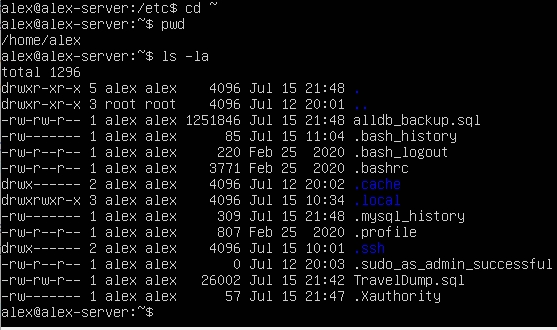 alex@alex-server:/etc$ cd ~
alex@alex-server:~$ pwd
/home/alex
alex@alex-server:~$ ls -la
total 1296
drwxr-xr-x 5 alex alex    4096 Jul 15 21:48 .
drwxr-xr-x 3 root root    4096 Jul 12 20:01 ..
-rw-rw-r-- 1 alex alex 1251846 Jul 15 21:48 alldb_backup.sql
-rw------- 1 alex alex      85 Jul 15 11:04 .bash_history
-rw-r--r-- 1 alex alex     220 Feb 25  2020 .bash_logout
-rw-r--r-- 1 alex alex    3771 Feb 25  2020 .bashrc
drwx------ 2 alex alex    4096 Jul 12 20:02 .cache
drwxrwxr-x 3 alex alex    4096 Jul 15 10:34 .local
-rw------- 1 alex alex     309 Jul 15 21:48 .mysql_history
-rw-r--r-- 1 alex alex     807 Feb 25  2020 .profile
drwx------ 2 alex alex    4096 Jul 15 10:01 .ssh
-rw-r--r-- 1 alex alex       0 Jul 12 20:03 .sudo_as_admin_successful
-rw-rw-r-- 1 alex alex   26002 Jul 15 21:42 TravelDump.sql
-rw------- 1 alex alex      57 Jul 15 21:47 .Xauthority
alex@alex-server:~$